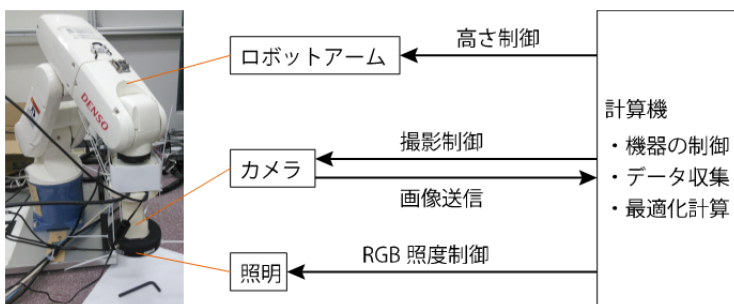 DENSO
ロボットアーム
高さ制御
カメラ
撮影制御
画像送信
照明
RGB 照度制御
計算機
・機器の制御
・データ収集
・最適化計算